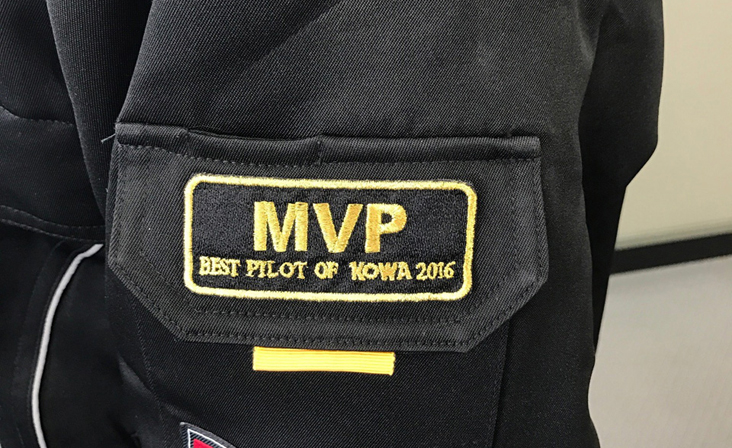 MVP
BEST PILOT OF KOWA 2016